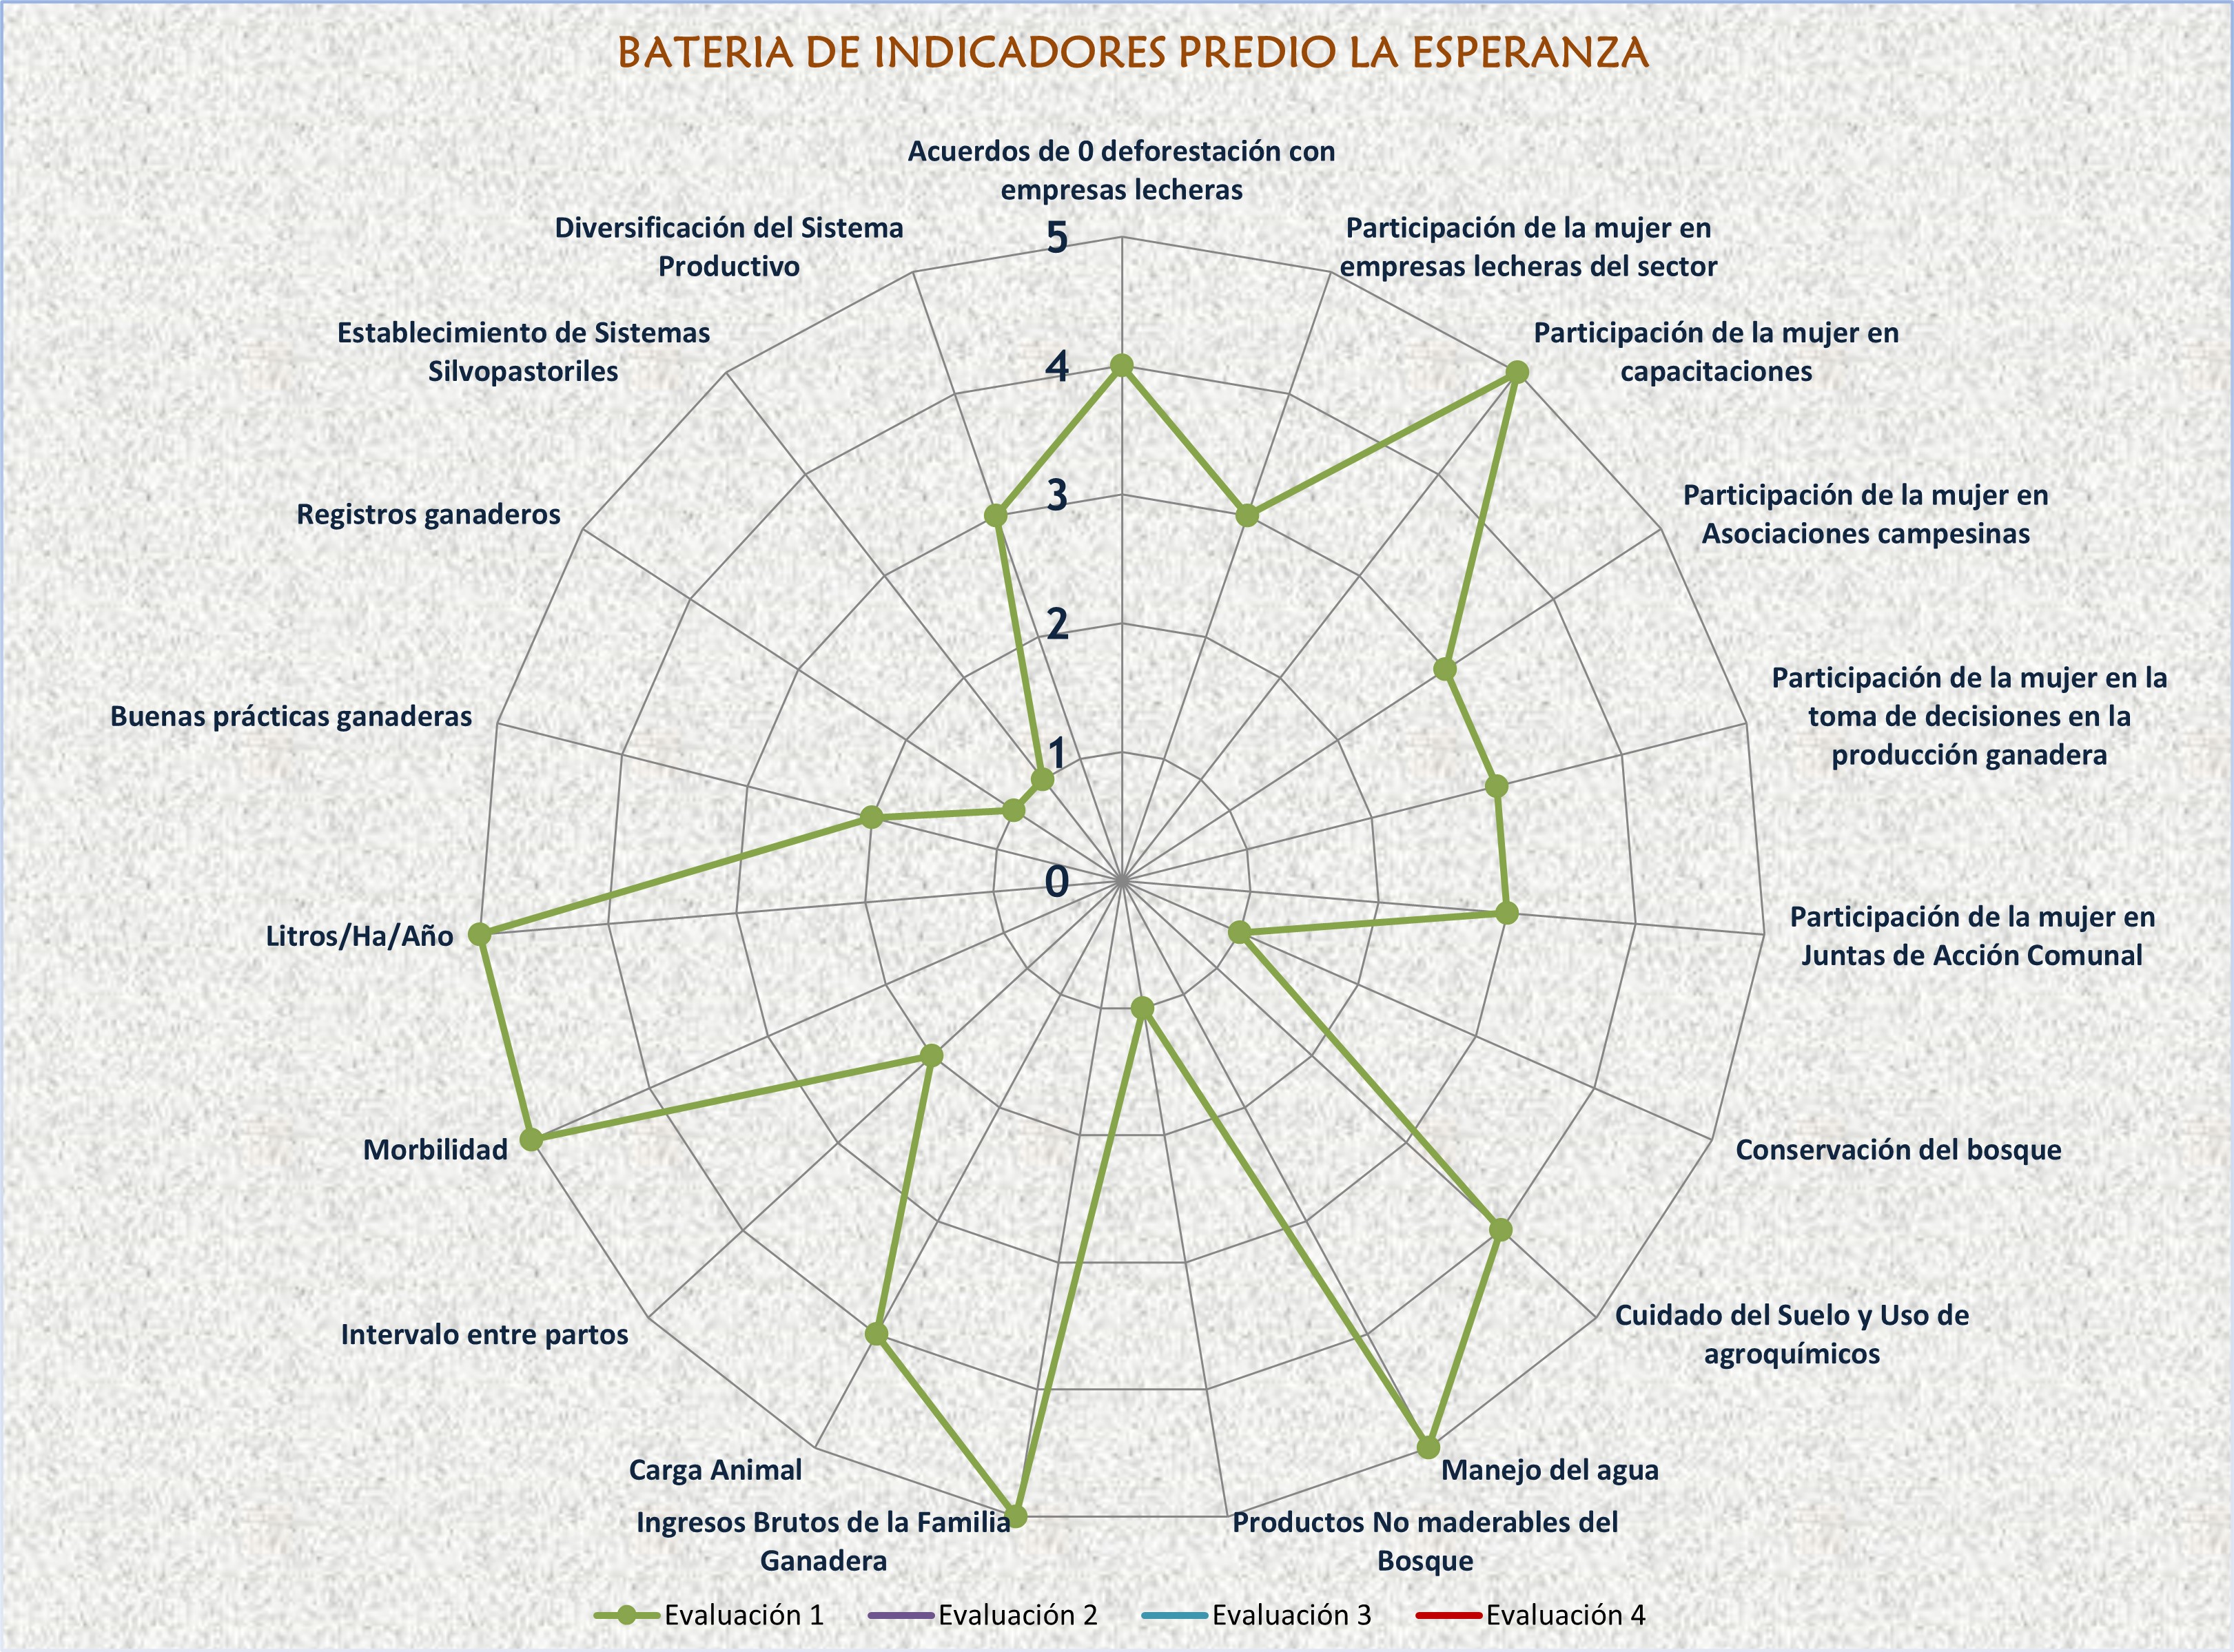 BATERIA DE INDICADORES PREDIO LA ESPERANZA
Acuerdos de 0 deforestación con
empresas lecheras
Participación de la mujer en
empresas lecheras del sector
Participación de la mujer en
capacitaciones
Participación de la mujer en
Asociaciones campesinas
Participación de la mujer en la
toma de decisiones en la
producción ganadera
Participación de la mujer en
Juntas de Acción Comunal
Conservación del bosque
Cuidado del Suelo y Uso de
agroquímicos
Manejo del agua
Productos No maderables del
Bosque
Ingresos Brutos de la Familia
Ganadera
Carga Animal
Intervalo entre partos
Morbilidad
Litros/Ha/Año
Buenas prácticas ganaderas
Registros ganaderos
Establecimiento de Sistemas
Silvopastoriles
Diversificación del Sistema
Productivo
5
4
3
2
1
0
Evaluación 1 Evaluación 2 Evaluación 3 Evaluación 4